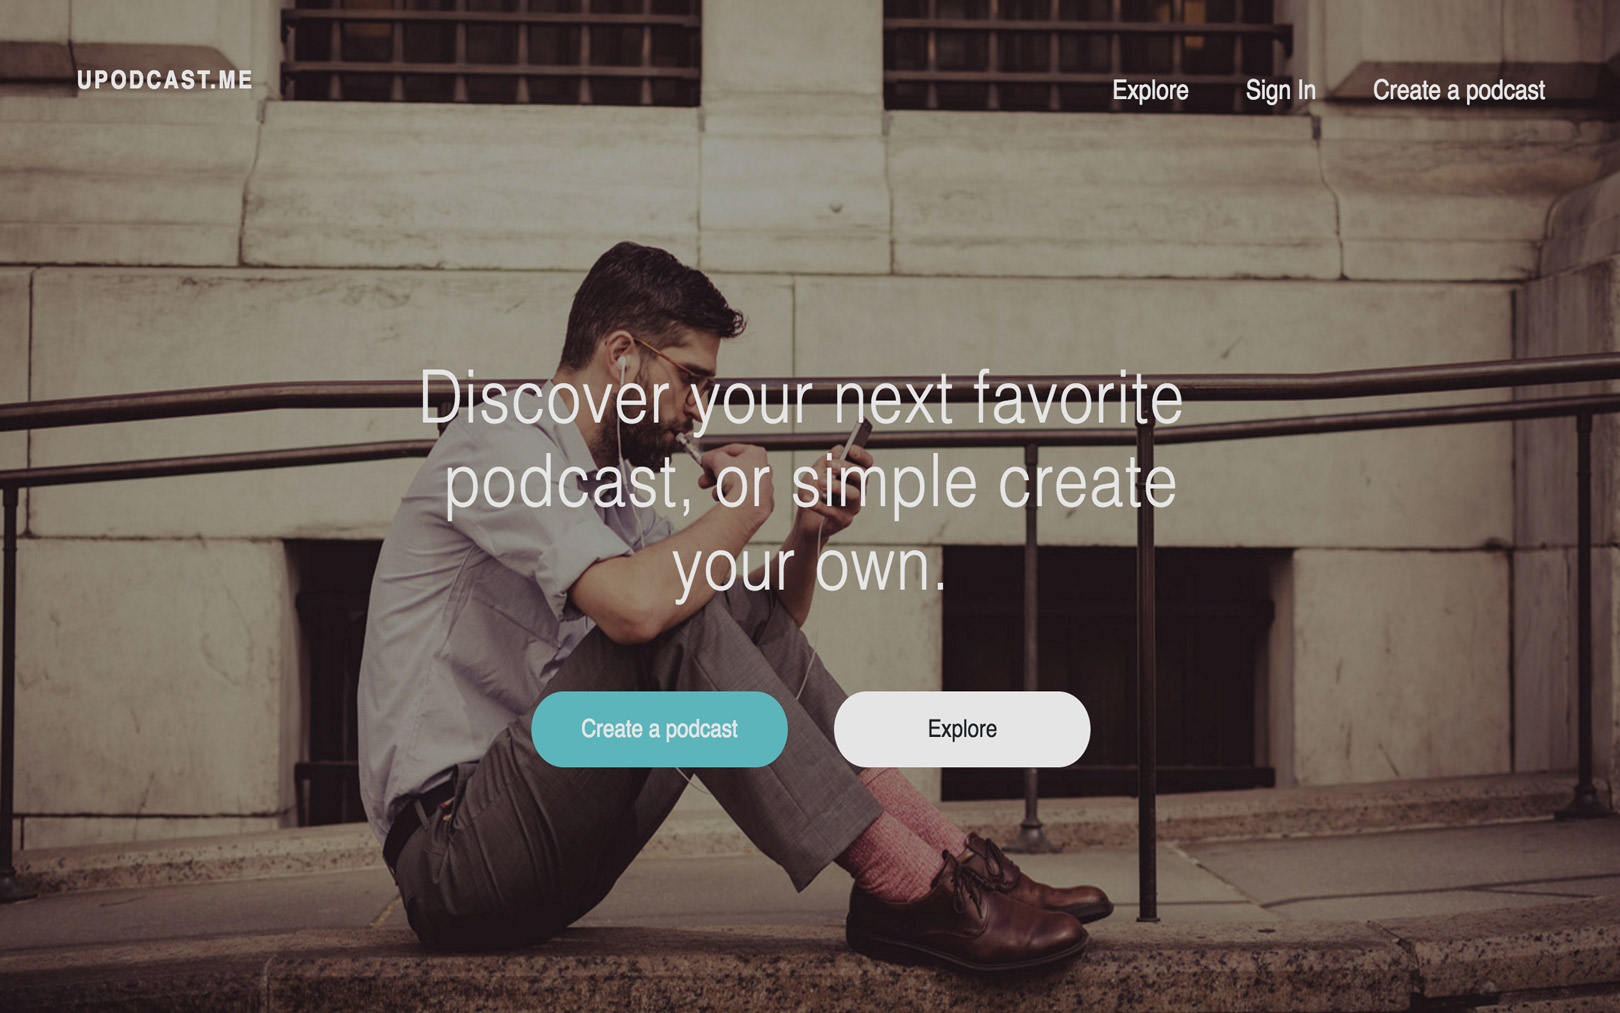 UPODCAST.ME
Explore Sign In Create a podcast
Discover your next favorite
podcast, or simple create
your own.
Create a podcast Explore